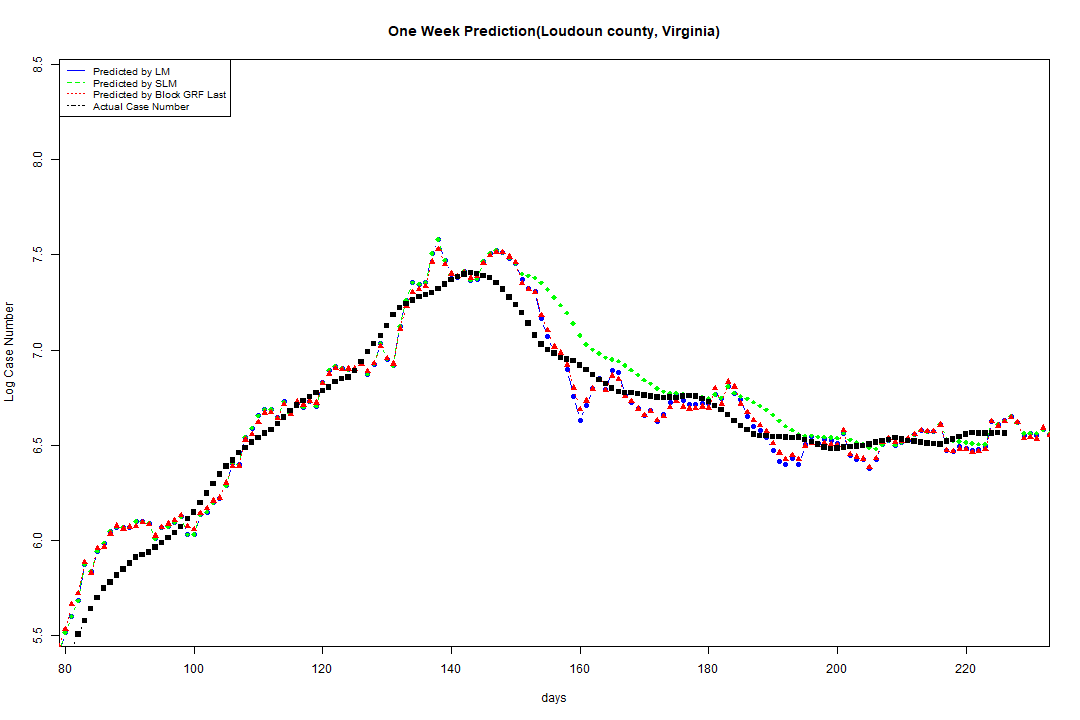 One Week Prediction(Loudoun county, Virginia)
Predicted by LM
Predicted by SLM
Predicted by Block GRF Last
Actual Case Number
8.5
8.0
7.5
7.0
6.5
6.0
5.5
Log Case Number
80 100 120 140 160 180 200 220
days